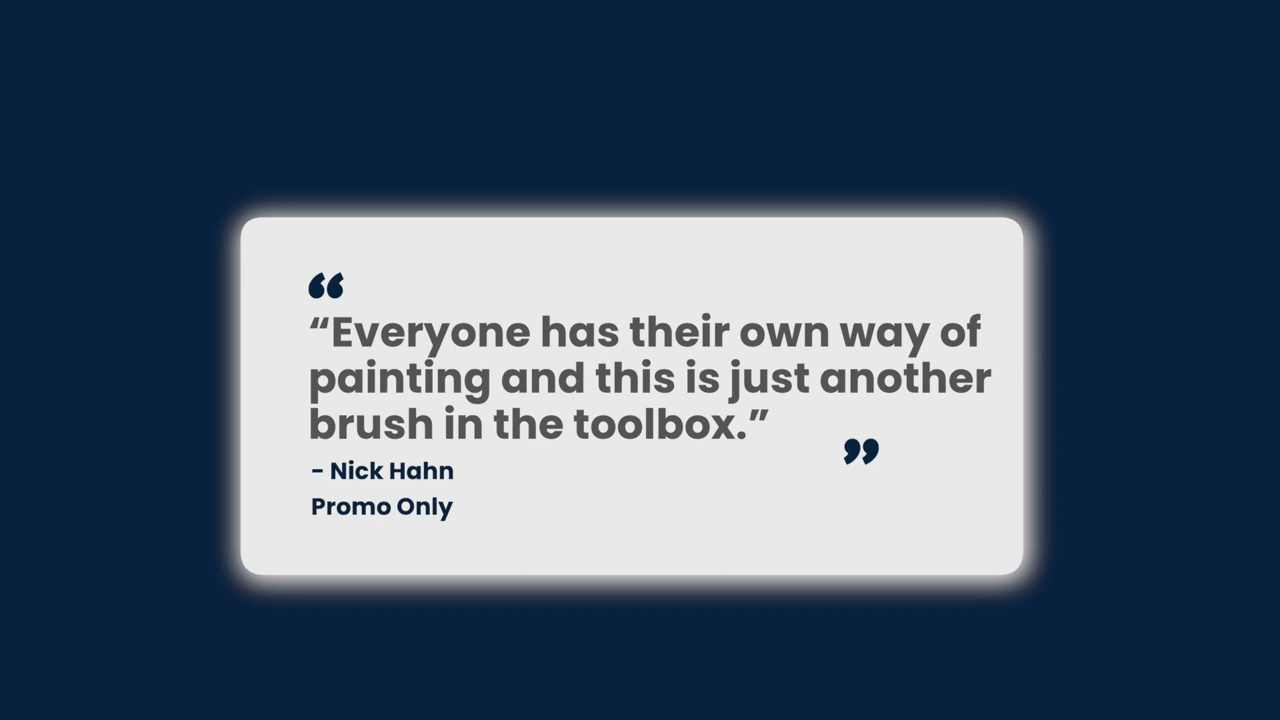 “
“Everyone has their own way of
painting and this is just another
brush in the toolbox.”
”
– Nick Hahn
Promo Only